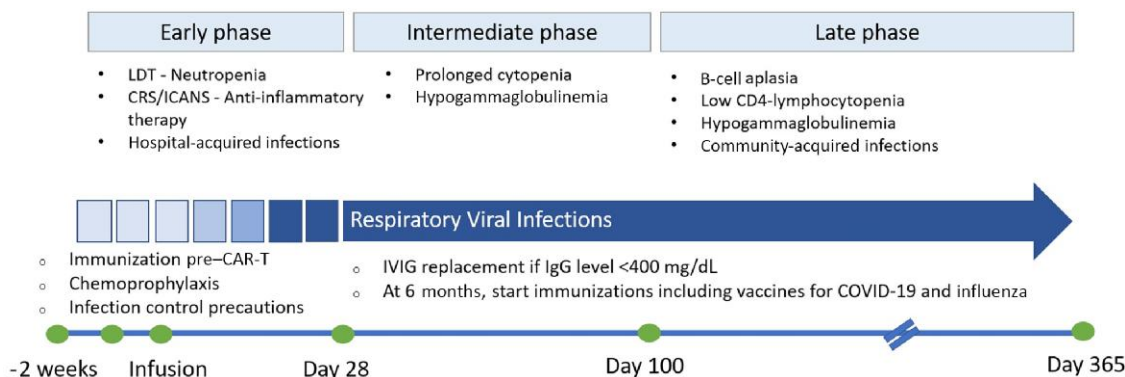 Early phase
Intermediate phase
Late phase
• LDT - Neutropenia
• CRS/ICANS - Anti-inflammatory
therapy
• Hospital-acquired infections
• Prolonged cytopenia
• Hypogammaglobulinemia
• B-cell aplasia
• Low CD4-lymphocytopenia
• Hypogammaglobulinemia
• Community-acquired infections
Respiratory Viral Infections
○ Immunization pre–CAR-T
○ Chemoprophylaxis
○ Infection control precautions
○ IVIG replacement if IgG level <400 mg/dL
○ At 6 months, start immunizations including vaccines for COVID-19 and influenza
-2 weeks
Infusion
Day 28
Day 100
Day 365